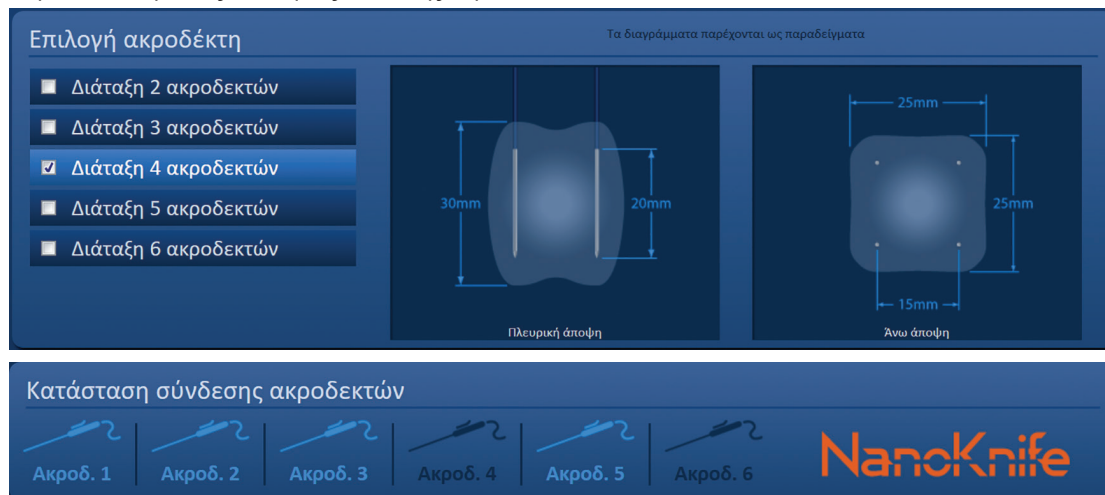 Επιλογή ακροδέκτη
Τα διαγράμματα παρέχονται ως παραδείγματα
Διάταξη 2 ακροδεκτών
Διάταξη 3 ακροδεκτών
Διάταξη 4 ακροδεκτών
Διάταξη 5 ακροδεκτών
Διάταξη 6 ακροδεκτών
30mm
20mm
Πλευρική άποψη
25mm
25mm
15mm
Άνω άποψη
Κατάσταση σύνδεσης ακροδεκτών
Ακροδ. 1
Ακροδ. 2
Ακροδ. 3
Ακροδ. 4
Ακροδ. 5
Ακροδ. 6
NanoKnife